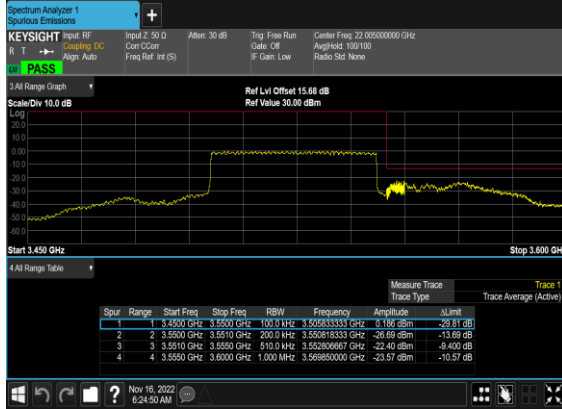 Spectrum Analyzer 1
Spurious Emissions
KEYSIGHT Input: RF Input Z: 50 Ω Atten: 30 dB Trig: Free Run Center Freq: 22.005000000 GHz
R T Coupling: DC Corr CCorr Gate: Off Avg|Hold: 100/100
Align: Auto Freq Ref: Int (S) IF Gain: Low Radio Std: None
PASS
3 All Range Graph
Ref Lvl Offset 15.68 dB
Scale/Div 10.0 dB Ref Value 30.00 dBm
Log
20.0
10.0
0.00
-10.0
-20.0
-30.0
-40.0
-50.0
-60.0
Start 3.450 GHz Stop 3.600 GH
4 All Range Table
Measure Trace Trace 1
Trace Type Trace Average (Active)
Spur Range Start Freq Stop Freq RBW Frequency Amplitude ΔLimit
1 1 3.4500 GHz 3.5500 GHz 100.0 kHz 3.505833333 GHz 0.186 dBm -29.81 dB
2 2 3.5500 GHz 3.5510 GHz 200.0 kHz 3.550818333 GHz -26.69 dBm -13.69 dB
3 3 3.5510 GHz 3.5550 GHz 510.0 kHz 3.552806667 GHz -22.40 dBm -9.400 dB
4 4 3.5550 GHz 3.6000 GHz 1.000 MHz 3.569850000 GHz -23.57 dBm -10.57 dB
Nov 16, 2022
6:24:50 AM